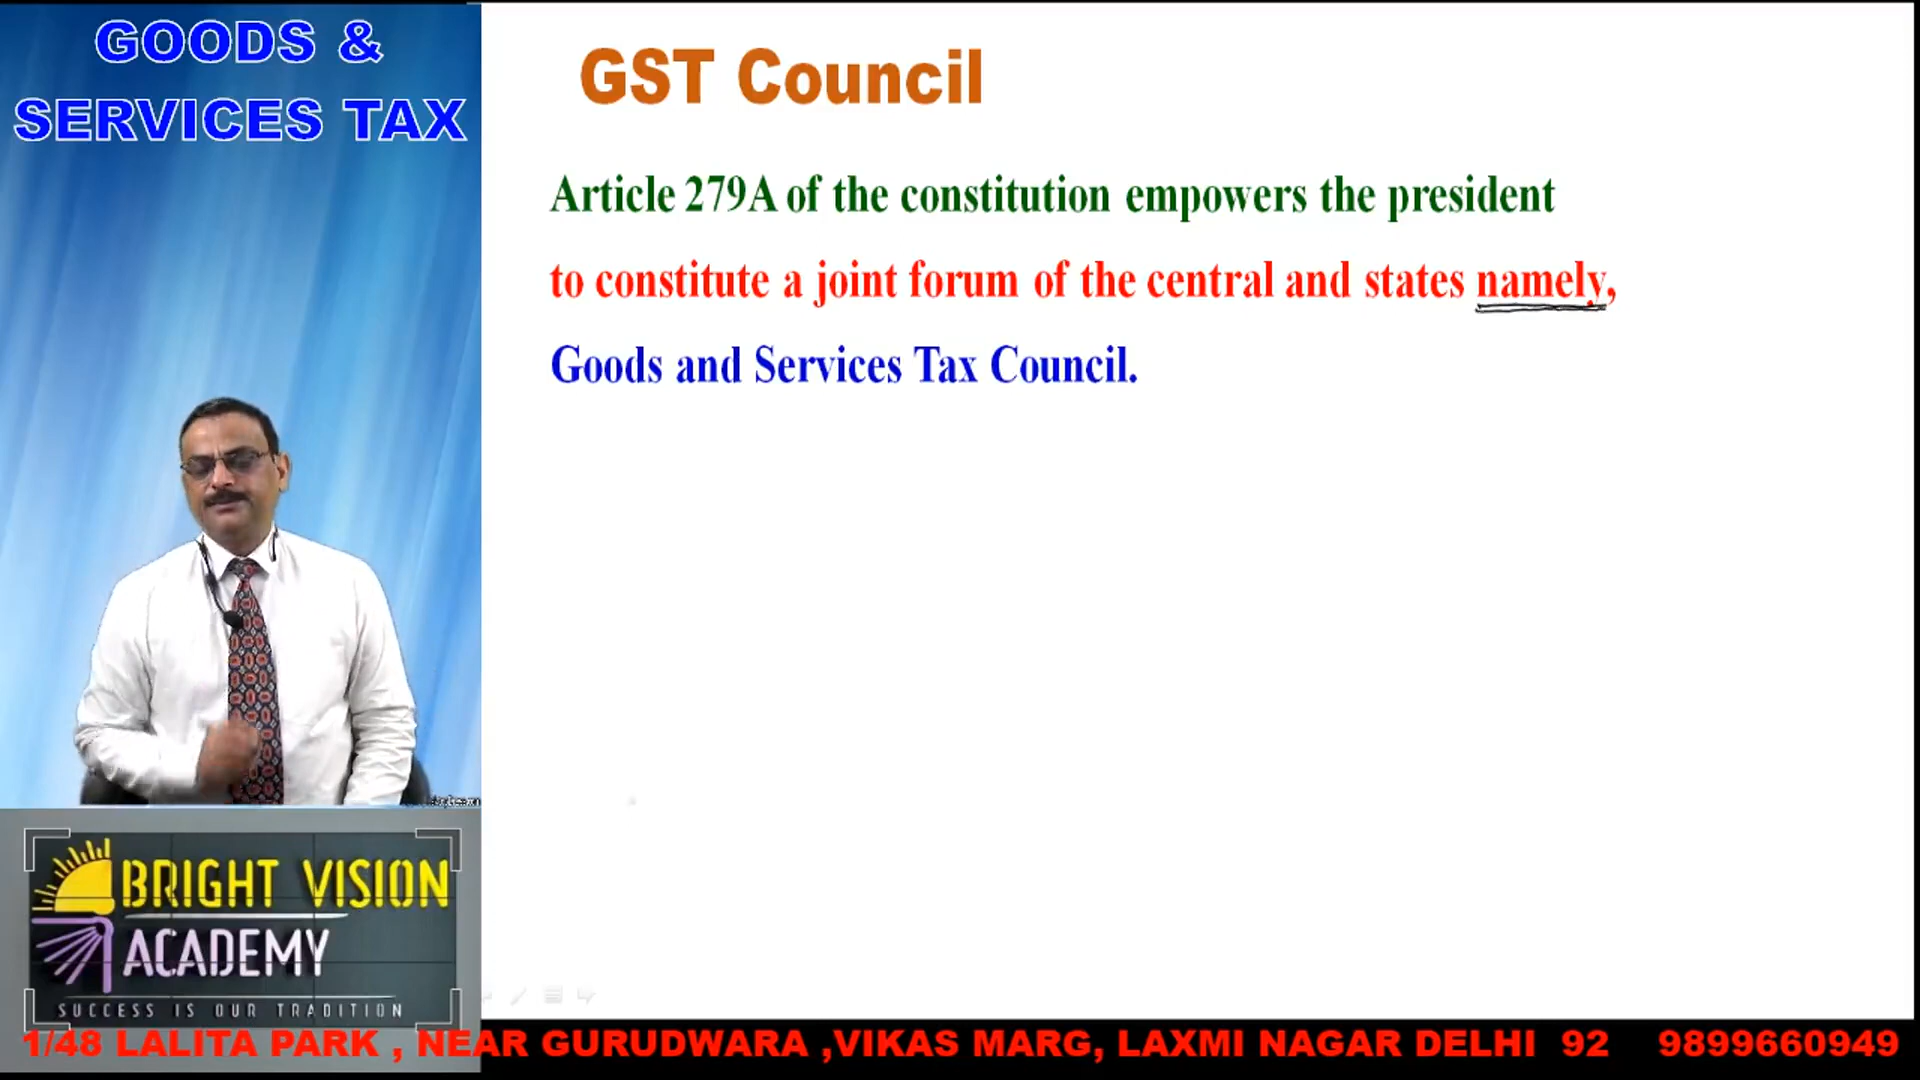 GOODS &
SERVICES TAX
GST Council
Article 279A of the constitution empowers the president
to constitute a joint forum of the central and states namely,
Goods and Services Tax Council.
BRIGHT VISION
ACADEMY
SUCCESS IS OUR TRADITION
1/48 LALITA PARK , NEAR GURUDWARA ,VIKAS MARG, LAXMI NAGAR DELHI 92 9899660949